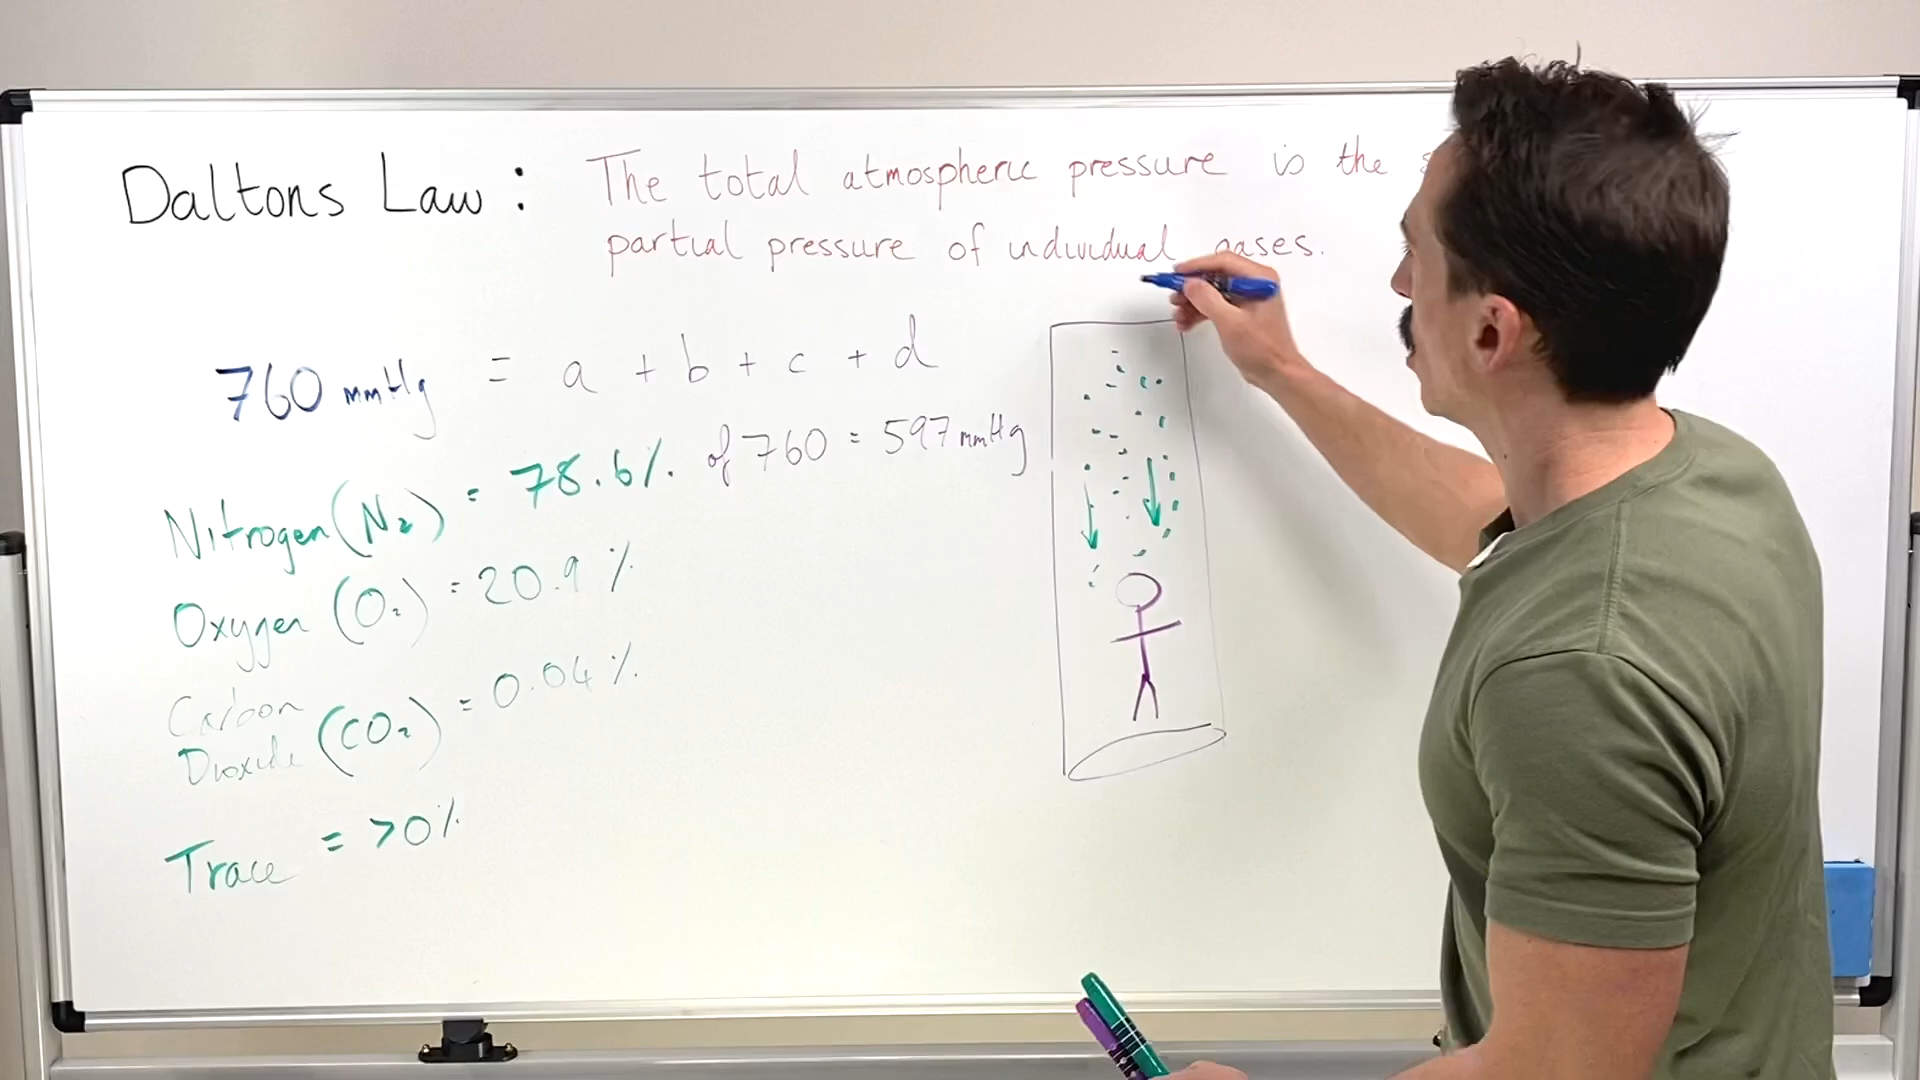 Daltons Law : The total atmospheric pressure is the
partial pressure of individual gases.
760 mmHg = a + b + c + d
Nitrogen (N₂) = 78.6% of 760 = 597 mmHg
Oxygen (O₂) = 20.9 %
Carbon
Dioxide (CO₂) = 0.04 %
Trace = >0%